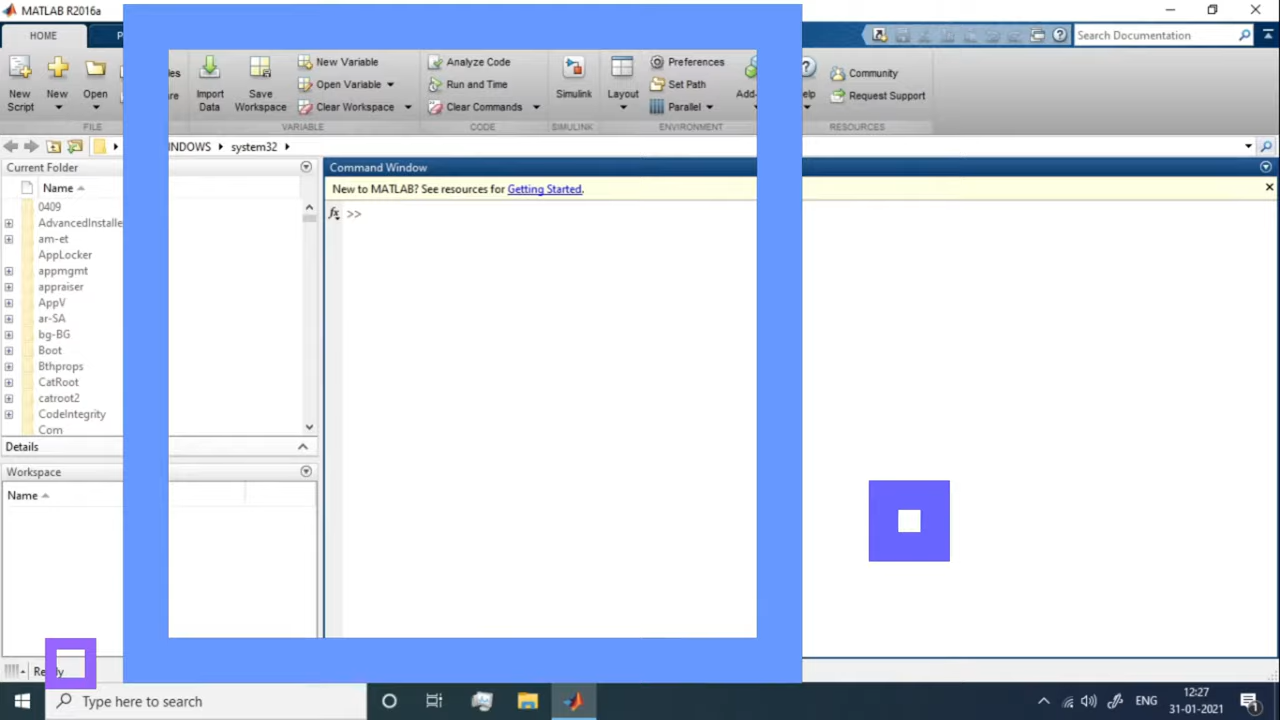 MATLAB R2016a
HOME
P
Search Documentation
New Script
New
Open
Import Data
Save Workspace
New Variable
Open Variable
Clear Workspace
Analyze Code
Run and Time
Clear Commands
Simulink
Layout
Preferences
Set Path
Parallel
Add-
Community
Request Support
FILE
VARIABLE
CODE
SIMULINK
ENVIRONMENT
RESOURCES
system32
Current Folder
Command Window
New to MATLAB? See resources for Getting Started.
Name
fx >>
0409
AdvancedInstalle
am-et
AppLocker
appmgmt
appraiser
AppV
ar-SA
bg-BG
Boot
Bthprops
CatRoot
catroot2
CodeIntegrity
Com
Details
Workspace
Name
Type here to search
ENG
12:27
31-01-2021
1